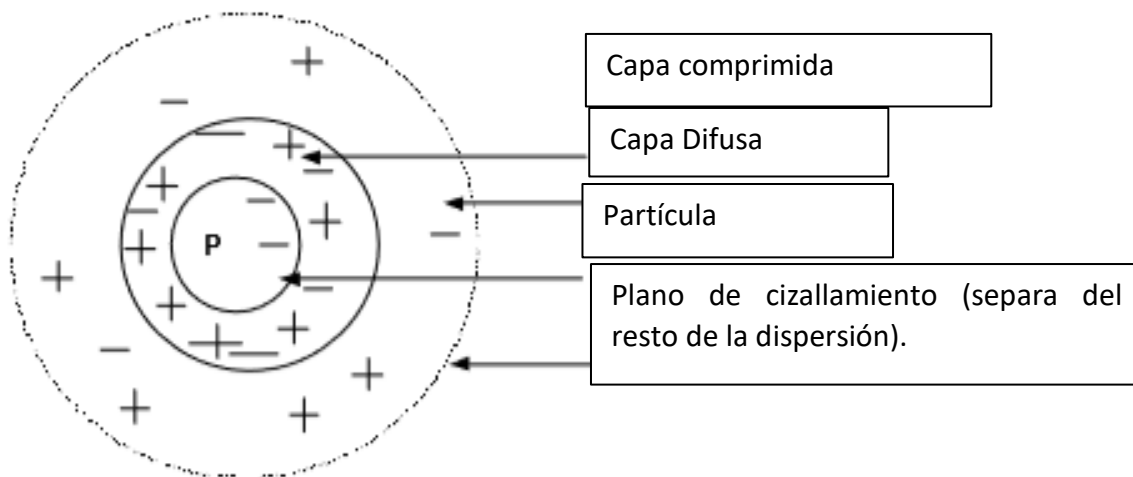 Capa comprimida
Capa Difusa
Partícula
P
Plano de cizallamiento (separa del
resto de la dispersión).